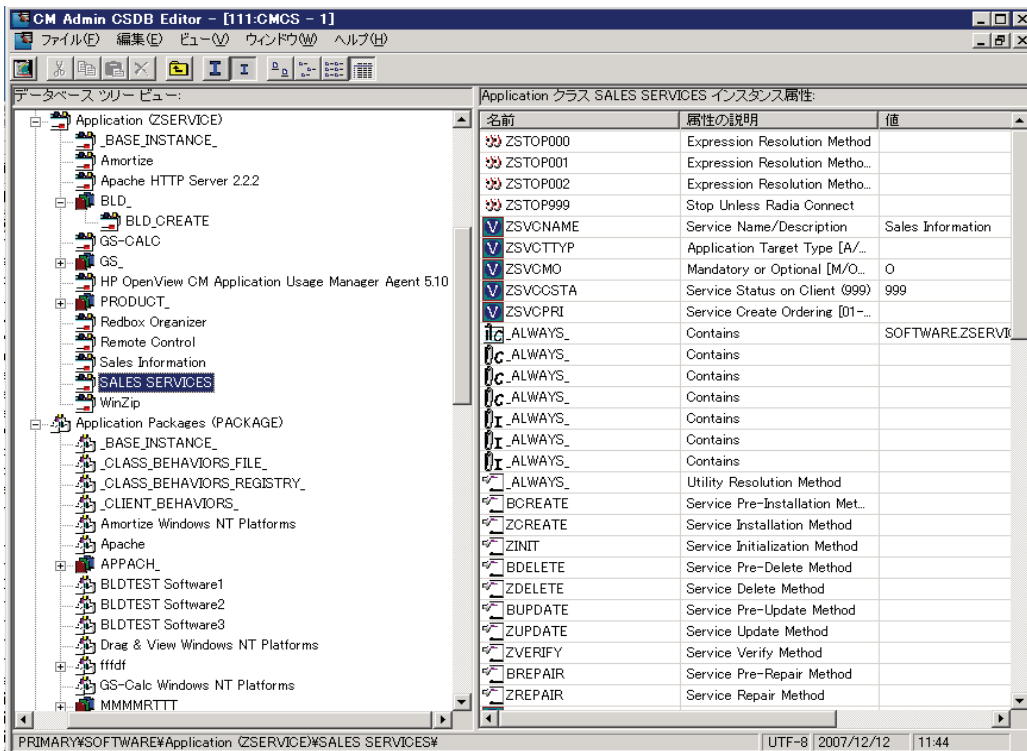 CM Admin CSDB Editor - [111:CMCS - 1]
ファイル(F) 編集(E) ビュー(V) ウィンドウ(W) ヘルプ(H)
データベース ツリー ビュー:
Application (ZSERVICE)
_BASE_INSTANCE_
Amortize
Apache HTTP Server 2.2.2
BLD_
BLD_CREATE
GS-CALC
GS_
HP OpenView CM Application Usage Manager Agent 5.10
PRODUCT_
Redbox Organizer
Remote Control
Sales Information
SALES SERVICES
WinZip
Application Packages (PACKAGE)
_BASE_INSTANCE_
_CLASS_BEHAVIORS_FILE_
_CLASS_BEHAVIORS_REGISTRY_
_CLIENT_BEHAVIORS_
Amortize Windows NT Platforms
Apache
APPACH_
BLDTEST Software1
BLDTEST Software2
BLDTEST Software3
Drag & View Windows NT Platforms
fffdf
GS-Calc Windows NT Platforms
MMMMRTTT
Application クラス SALES SERVICES インスタンス属性:
名前 属性の説明 値
ZSTOP000 Expression Resolution Method
ZSTOP001 Expression Resolution Metho...
ZSTOP002 Expression Resolution Metho...
ZSTOP999 Stop Unless Radia Connect
V ZSVCNAME Service Name/Description Sales Information
V ZSVCTTYP Application Target Type [A/...
V ZSVCMO Mandatory or Optional [M/O... O
V ZSVCCSTA Service Status on Client (999) 999
V ZSVCPRI Service Create Ordering [01-...
C _ALWAYS_ Contains SOFTWARE.ZSERVI
C _ALWAYS_ Contains
C _ALWAYS_ Contains
C _ALWAYS_ Contains
I _ALWAYS_ Contains
I _ALWAYS_ Contains
I _ALWAYS_ Contains
_ALWAYS_ Utility Resolution Method
BCREATE Service Pre-Installation Met...
ZCREATE Service Installation Method
ZINIT Service Initialization Method
BDELETE Service Pre-Delete Method
ZDELETE Service Delete Method
BUPDATE Service Pre-Update Method
ZUPDATE Service Update Method
ZVERIFY Service Verify Method
BREPAIR Service Pre-Repair Method
ZREPAIR Service Repair Method
PRIMARY¥SOFTWARE¥Application (ZSERVICE)¥SALES SERVICES¥ UTF-8 2007/12/12 11:44